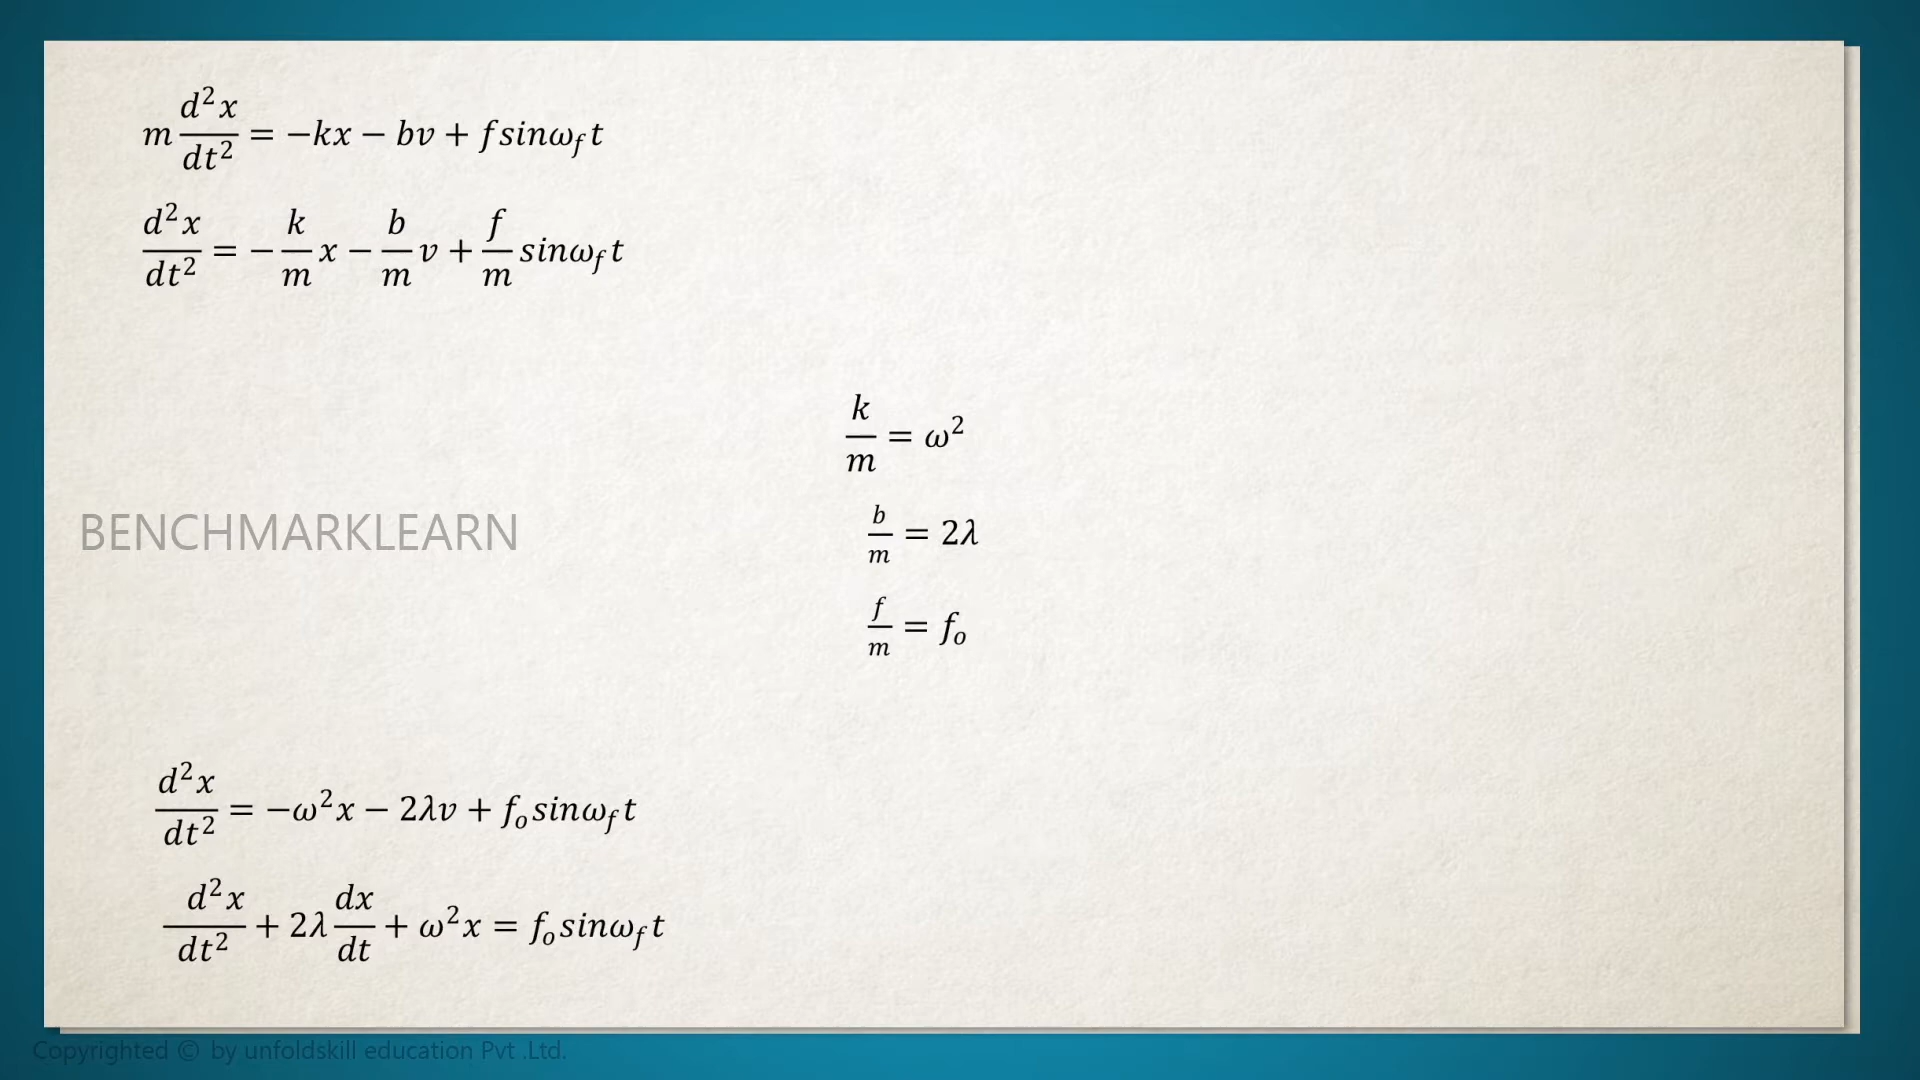 m d²x/dt² = −kx − bv + fsinω_f t
d²x/dt² = −k/m x − b/m v + f/m sinω_f t
k/m = ω²
b/m = 2λ
f/m = f_o
BENCHMARKLEARN
d²x/dt² = −ω²x − 2λv + f_o sinω_f t
d²x/dt² + 2λ dx/dt + ω²x = f_o sinω_f t
Copyrighted © by unfoldskill education Pvt .Ltd.